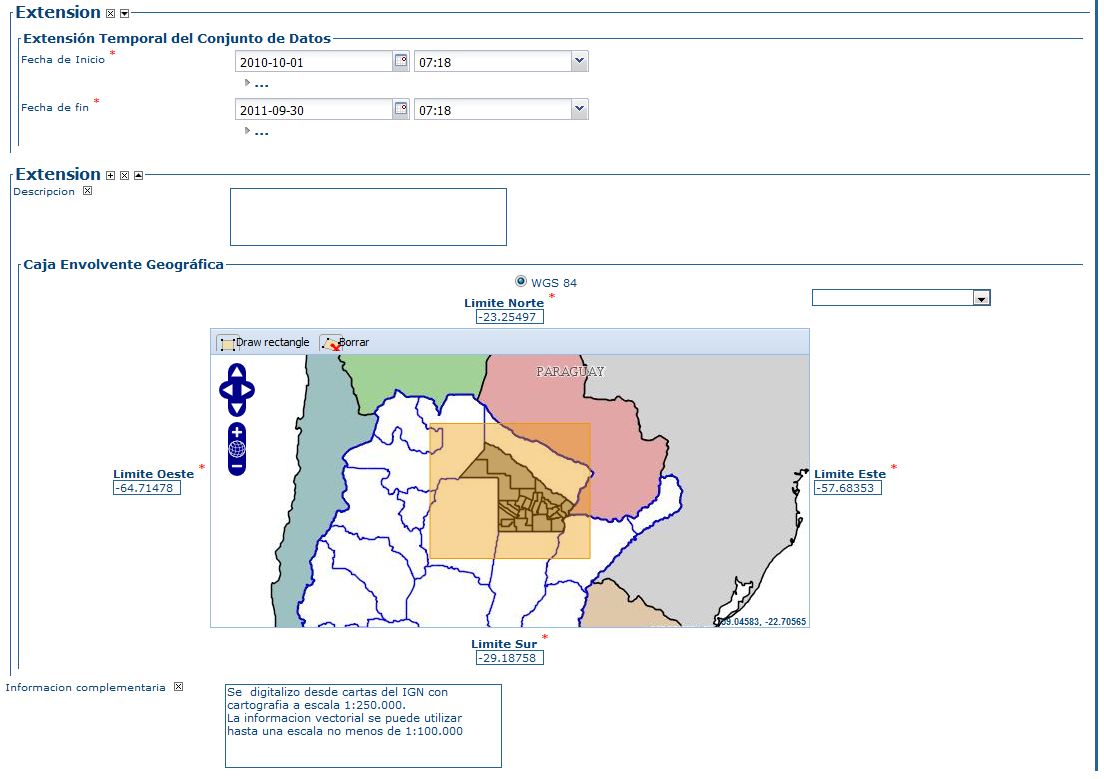 Extension
Extensión Temporal del Conjunto de Datos
Fecha de Inicio *
2010-10-01
07:18
...
Fecha de fin *
2011-09-30
07:18
...
Extension
Descripcion
Caja Envolvente Geográfica
WGS 84
Limite Norte *
-23.25497
Draw rectangle
Borrar
PARAGUAY
Limite Oeste *
-64.71478
Limite Este *
-57.68353
-22.70565
Limite Sur *
-29.18758
Informacion complementaria
Se digitalizo desde cartas del IGN con
cartografia a escala 1:250.000.
La informacion vectorial se puede utilizar
hasta una escala no menos de 1:100.000